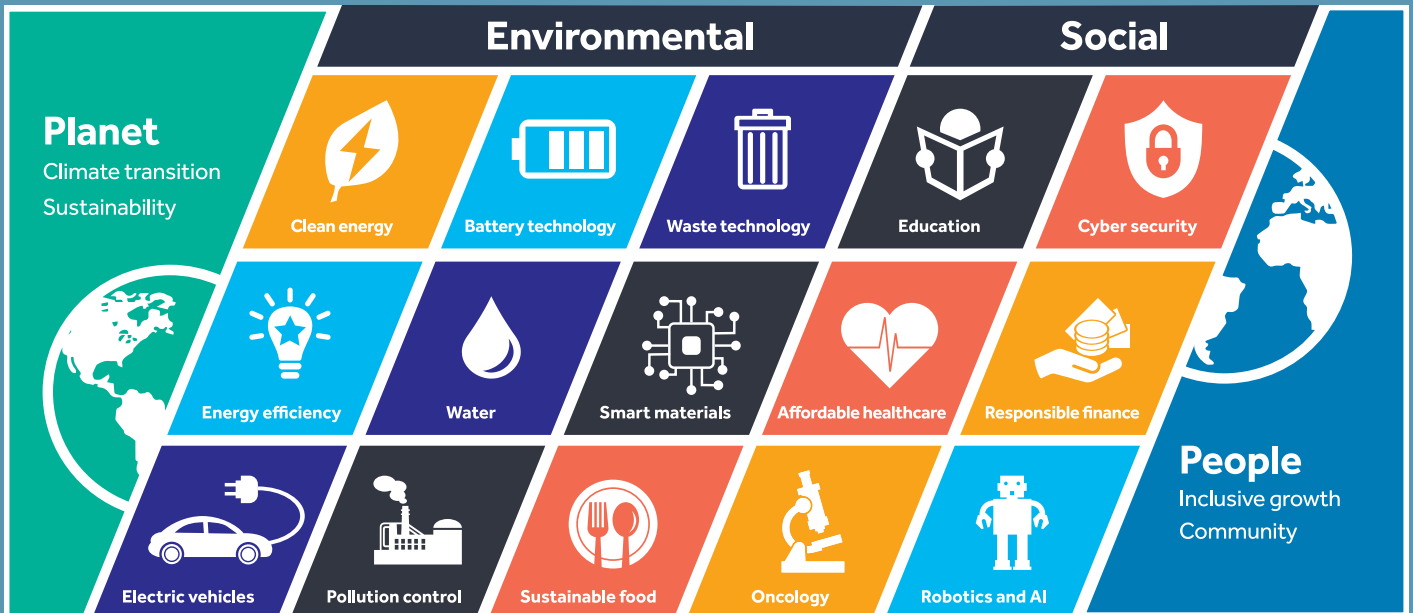 Environmental
Social
Planet
Climate transition
Sustainability
Clean energy
Battery technology
Waste technology
Education
Cyber security
Energy efficiency
Water
Smart materials
Affordable healthcare
Responsible finance
Electric vehicles
Pollution control
Sustainable food
Oncology
Robotics and AI
People
Inclusive growth
Community